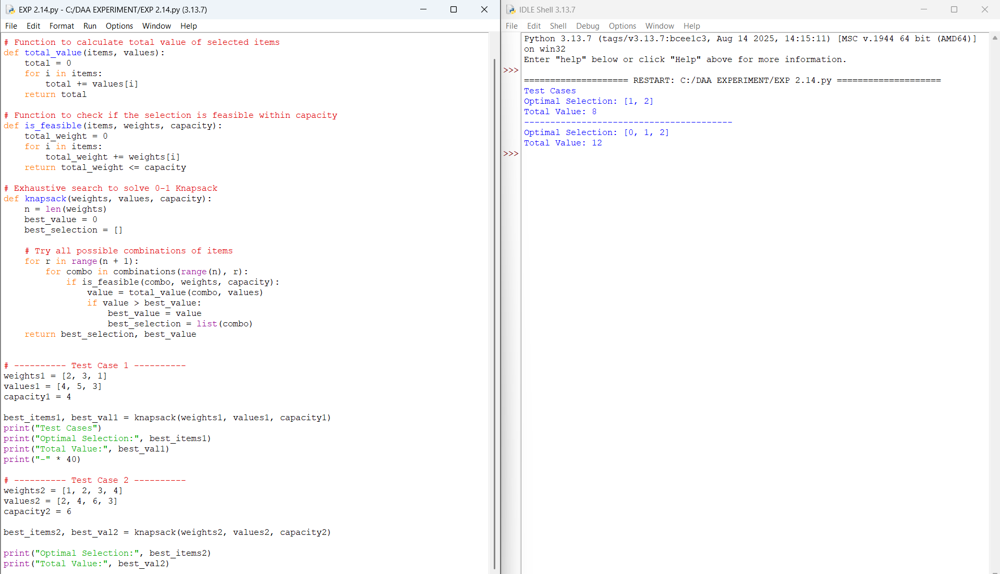 EXP 2.14.py - C:/DAA EXPERIMENT/EXP 2.14.py (3.13.7)
File Edit Format Run Options Window Help
# Function to calculate total value of selected items
def total_value(items, values):
    total = 0
    for i in items:
        total += values[i]
    return total

# Function to check if the selection is feasible within capacity
def is_feasible(items, weights, capacity):
    total_weight = 0
    for i in items:
        total_weight += weights[i]
    return total_weight <= capacity

# Exhaustive search to solve 0-1 Knapsack
def knapsack(weights, values, capacity):
    n = len(weights)
    best_value = 0
    best_selection = []

    # Try all possible combinations of items
    for r in range(n + 1):
        for combo in combinations(range(n), r):
            if is_feasible(combo, weights, capacity):
                value = total_value(combo, values)
                if value > best_value:
                    best_value = value
                    best_selection = list(combo)
    return best_selection, best_value

# ---------- Test Case 1 ----------
weights1 = [2, 3, 1]
values1 = [4, 5, 3]
capacity1 = 4

best_items1, best_val1 = knapsack(weights1, values1, capacity1)
print("Test Cases")
print("Optimal Selection:", best_items1)
print("Total Value:", best_val1)
print("-" * 40)

# ---------- Test Case 2 ----------
weights2 = [1, 2, 3, 4]
values2 = [2, 4, 6, 3]
capacity2 = 6

best_items2, best_val2 = knapsack(weights2, values2, capacity2)

print("Optimal Selection:", best_items2)
print("Total Value:", best_val2)
IDLE Shell 3.13.7
File Edit Shell Debug Options Window Help
Python 3.13.7 (tags/v3.13.7:bcee1c3, Aug 14 2025, 14:15:11) [MSC v.1944 64 bit (AMD64)]
on win32
Enter "help" below or click "Help" above for more information.
>>>
==================== RESTART: C:/DAA EXPERIMENT/EXP 2.14.py ====================
Test Cases
Optimal Selection: [1, 2]
Total Value: 8
----------------------------------------
Optimal Selection: [0, 1, 2]
Total Value: 12
>>>